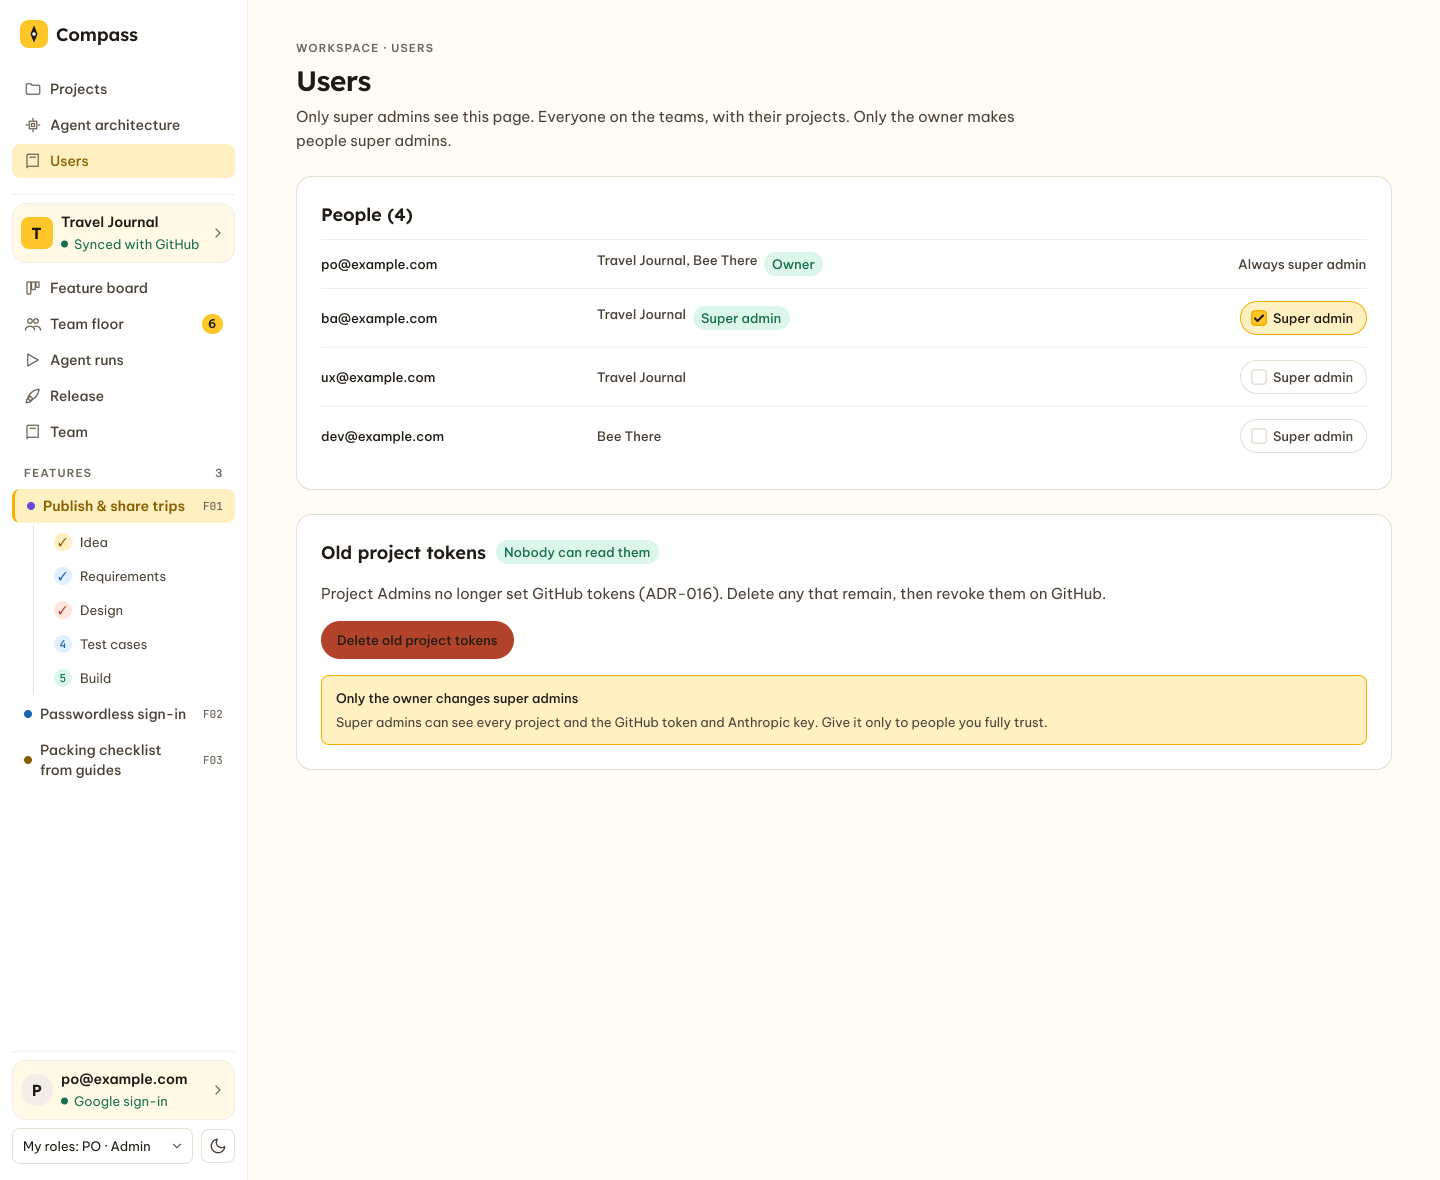 Compass
Projects
Agent architecture
Users
T
Travel Journal
Synced with GitHub
Feature board
Team floor 6
Agent runs
Release
Team
FEATURES 3
Publish & share trips F01
✓ Idea
✓ Requirements
✓ Design
4 Test cases
5 Build
Passwordless sign-in F02
Packing checklist
from guides F03
P
po@example.com
Google sign-in
My roles: PO · Admin
WORKSPACE · USERS
Users
Only super admins see this page. Everyone on the teams, with their projects. Only the owner makes
people super admins.
People (4)
po@example.com Travel Journal, Bee There Owner Always super admin
ba@example.com Travel Journal Super admin Super admin
ux@example.com Travel Journal Super admin
dev@example.com Bee There Super admin
Old project tokens Nobody can read them
Project Admins no longer set GitHub tokens (ADR-016). Delete any that remain, then revoke them on GitHub.
Delete old project tokens
Only the owner changes super admins
Super admins can see every project and the GitHub token and Anthropic key. Give it only to people you fully trust.